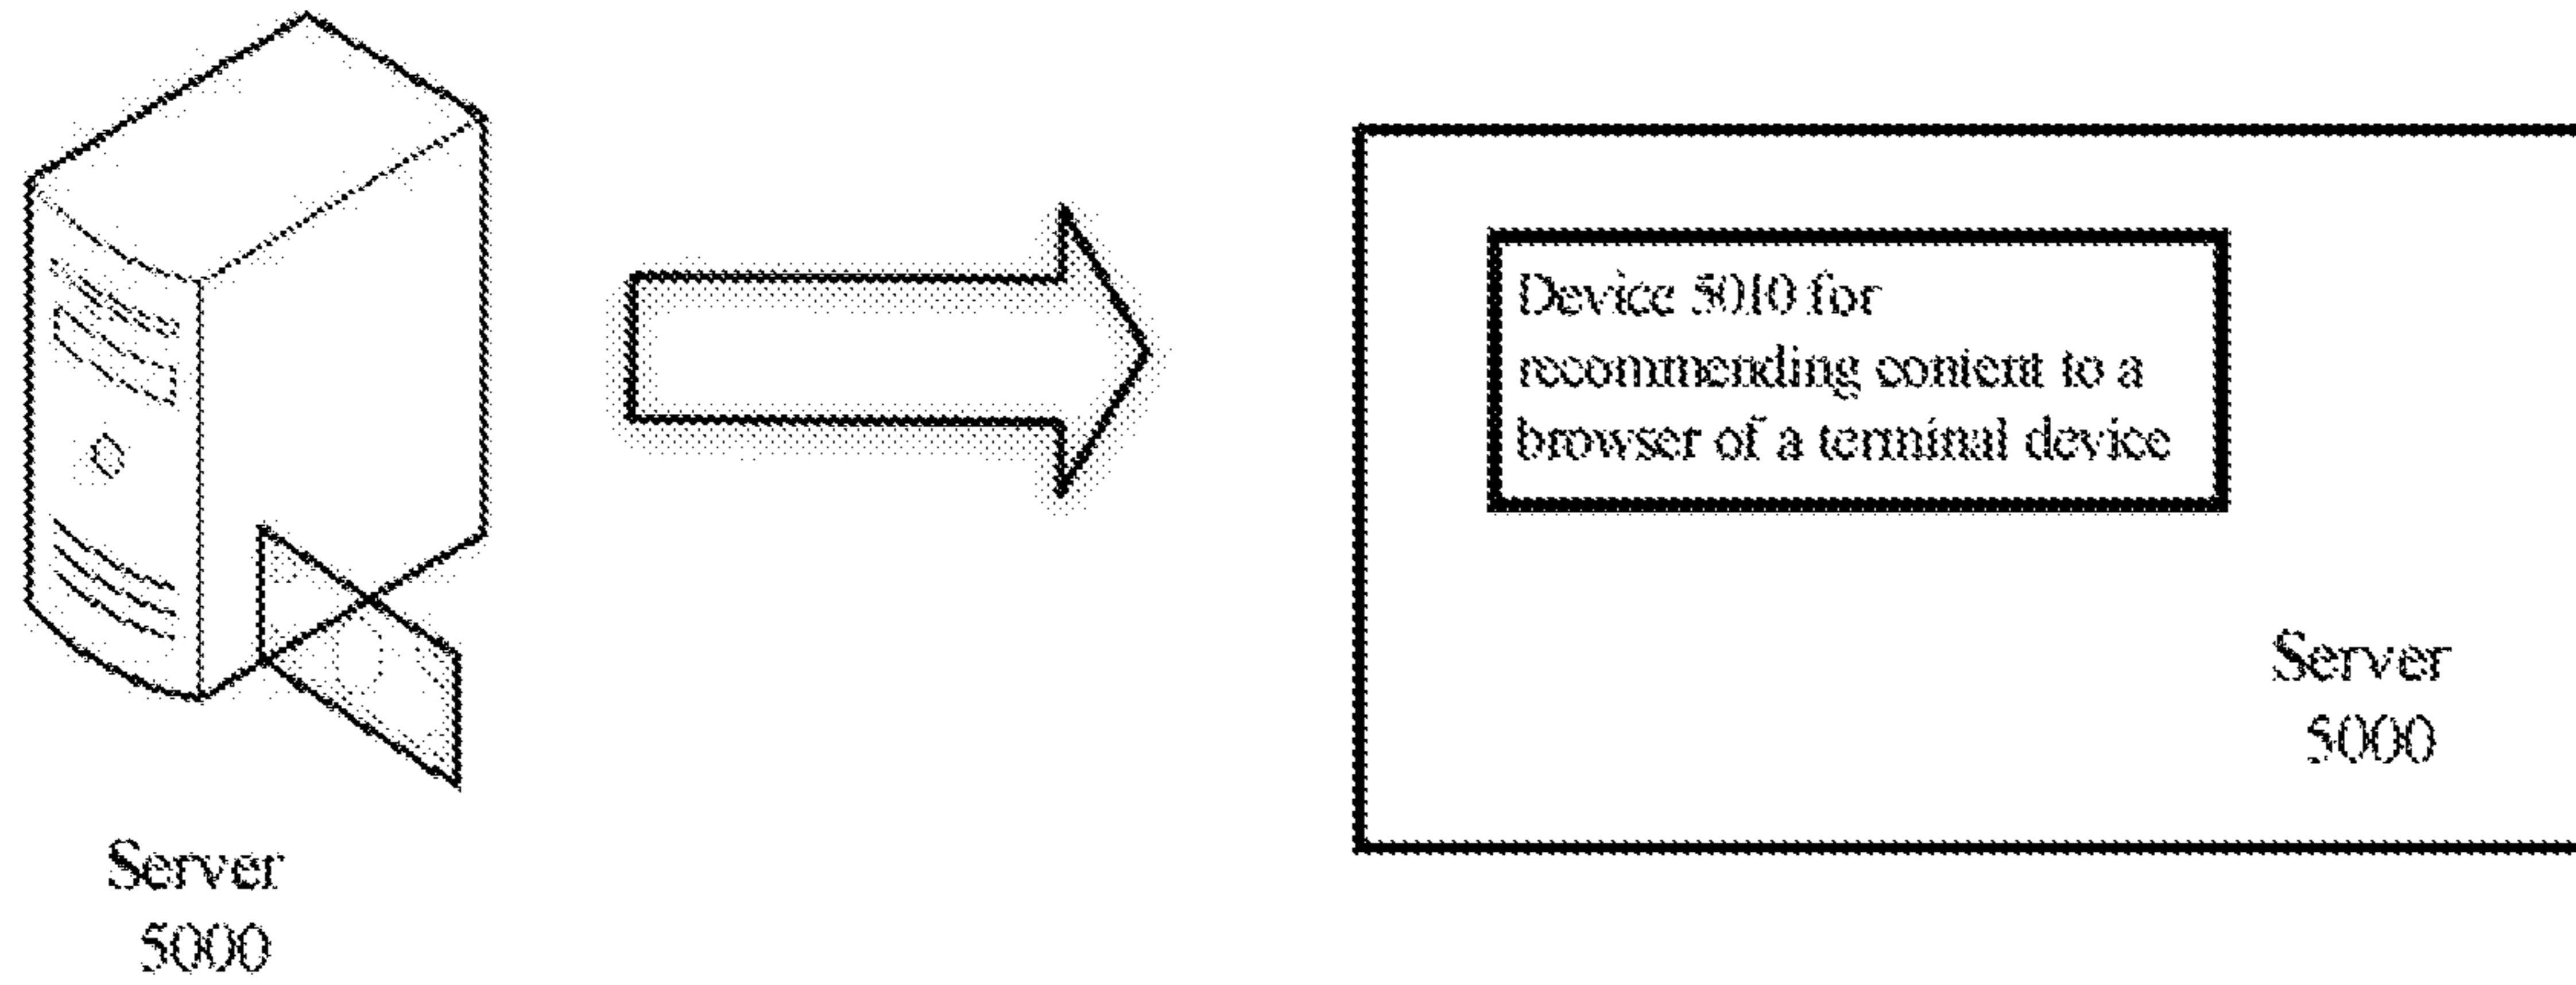 Device 5010 for
recommending content to a
browser of a terminal device
Server
5000
Server
5000